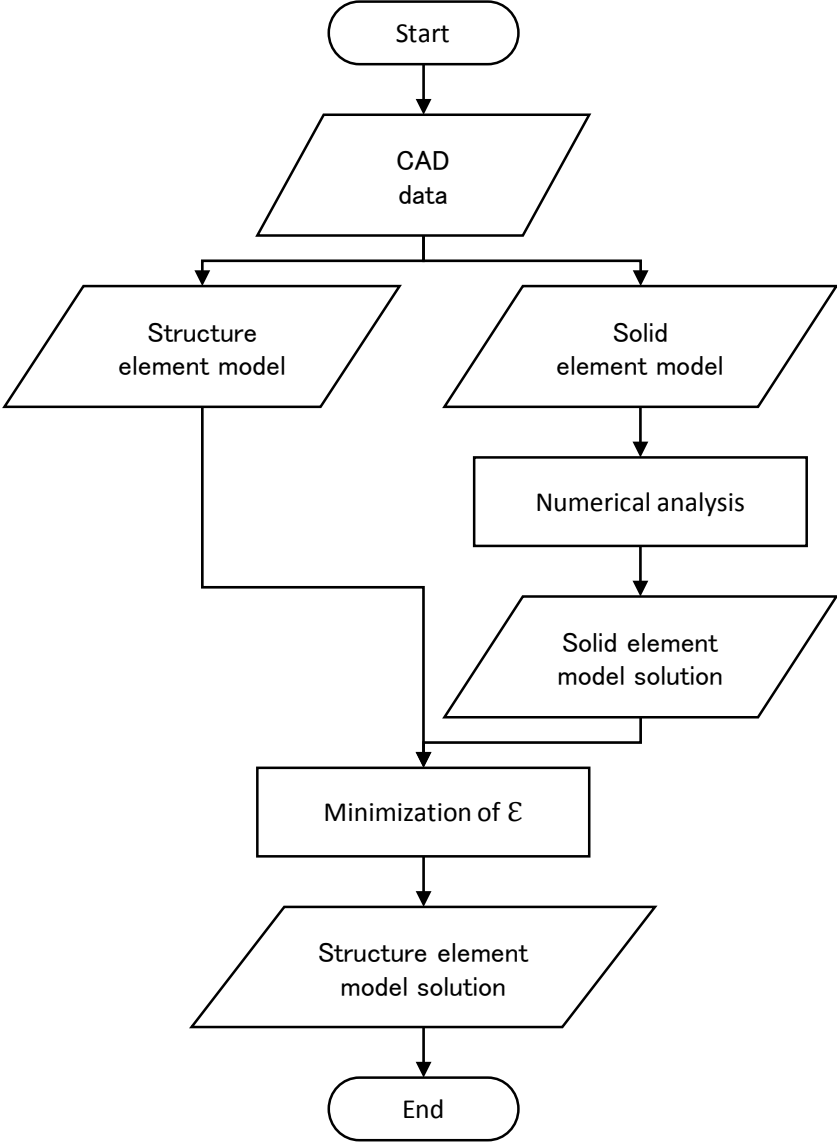 Start
CAD
data
Structure
element model
Solid
element model
Numerical analysis
Solid element
model solution
Minimization of ℇ
Structure element
model solution
End